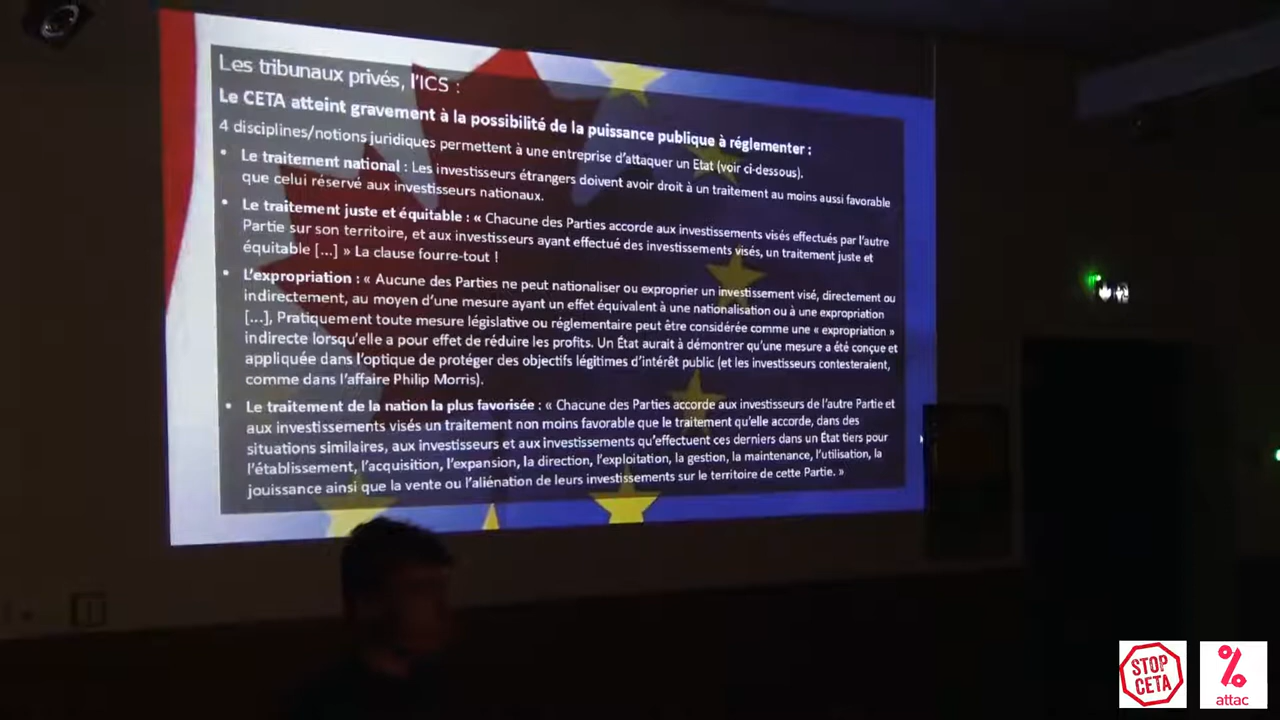 Les tribunaux privés, l'ICS :
Le CETA atteint gravement à la possibilité de la puissance publique à réglementer :
4 disciplines/notions juridiques permettent à une entreprise d'attaquer un Etat (voir ci-dessous).
• Le traitement national : Les investisseurs étrangers doivent avoir droit à un traitement au moins aussi favorable
que celui réservé aux investisseurs nationaux.
• Le traitement juste et équitable : « Chacune des Parties accorde aux investissements visés effectués par l'autre
Partie sur son territoire, et aux investisseurs ayant effectué des investissements visés, un traitement juste et
équitable [...] » La clause fourre-tout !
• L'expropriation : « Aucune des Parties ne peut nationaliser ou exproprier un investissement visé, directement ou
indirectement, au moyen d'une mesure ayant un effet équivalent à une nationalisation ou à une expropriation
[...], Pratiquement toute mesure législative ou réglementaire peut être considérée comme une « expropriation »
indirecte lorsqu'elle a pour effet de réduire les profits. Un État aurait à démontrer qu'une mesure a été conçue et
appliquée dans l'optique de protéger des objectifs légitimes d'intérêt public (et les investisseurs contesteraient,
comme dans l'affaire Philip Morris).
• Le traitement de la nation la plus favorisée : « Chacune des Parties accorde aux investisseurs de l'autre Partie et
aux investissements visés un traitement non moins favorable que le traitement qu'elle accorde, dans des
situations similaires, aux investisseurs et aux investissements qu'effectuent ces derniers dans un État tiers pour
l'établissement, l'acquisition, l'expansion, la direction, l'exploitation, la gestion, la maintenance, l'utilisation, la
jouissance ainsi que la vente ou l'aliénation de leurs investissements sur le territoire de cette Partie. »
STOP
CETA
%
attac